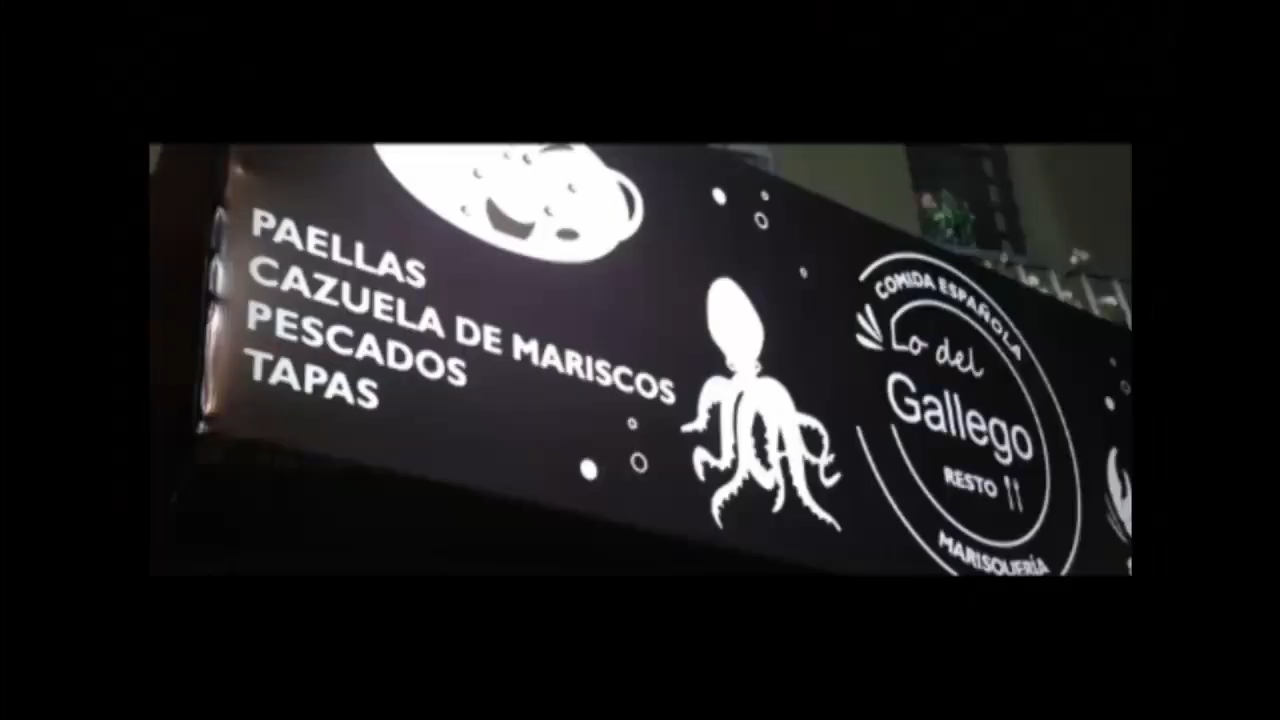 PAELLAS
CAZUELA DE MARISCOS
PESCADOS
TAPAS
COMIDA ESPAÑOLA
Lo del
Gallego
RESTO
MARISQUERÍA